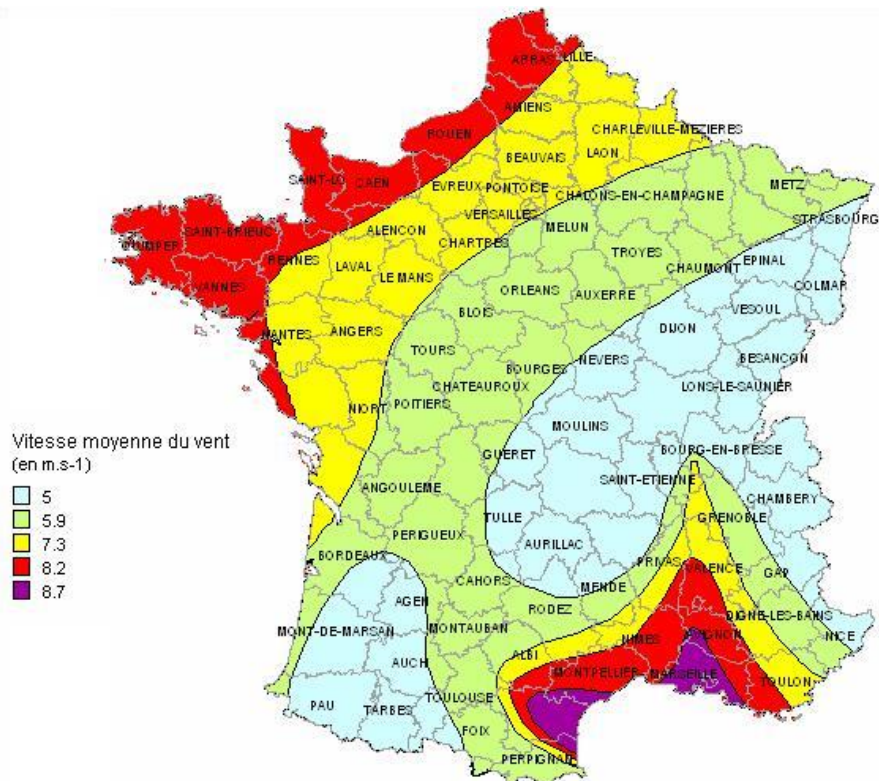 ARRAS
LILLE
AMIENS
ROUEN
CHARLEVILLE-MEZIERES
BEAUVAIS
LAON
SAINT-LO
CAEN
EVREUX
PONTOISE
CHALONS-EN-CHAMPAGNE
METZ
VERSAILLES
STRASBOURG
QUIMPER
SAINT-BRIEUC
ALENCON
MELUN
CHARTRES
RENNES
TROYES
EPINAL
LAVAL
LE MANS
CHAUMONT
COLMAR
VANNES
ORLEANS
AUXERRE
BLOIS
VESOUL
NANTES
ANGERS
DIJON
TOURS
NEVERS
BESANCON
BOURGES
CHATEAUROUX
LONS-LE-SAUNIER
NIORT
POITIERS
MOULINS
Vitesse moyenne du vent
(en m.s-1)
5
5.9
7.3
8.2
8.7
GUERET
BOURG-EN-BRESSE
SAINT-ETIENNE
ANGOULEME
CHAMBERY
TULLE
GRENOBLE
PERIGUEUX
AURILLAC
BORDEAUX
PRIVAS
VALENCE
GAP
CAHORS
MENDE
AGEN
RODEZ
DIGNE-LES-BAINS
MONT-DE-MARSAN
MONTAUBAN
NIMES
AVIGNON
NICE
ALBI
AUCH
MONTPELLIER
MARSEILLE
TOULON
TOULOUSE
PAU
TARBES
FOIX
PERPIGNAN